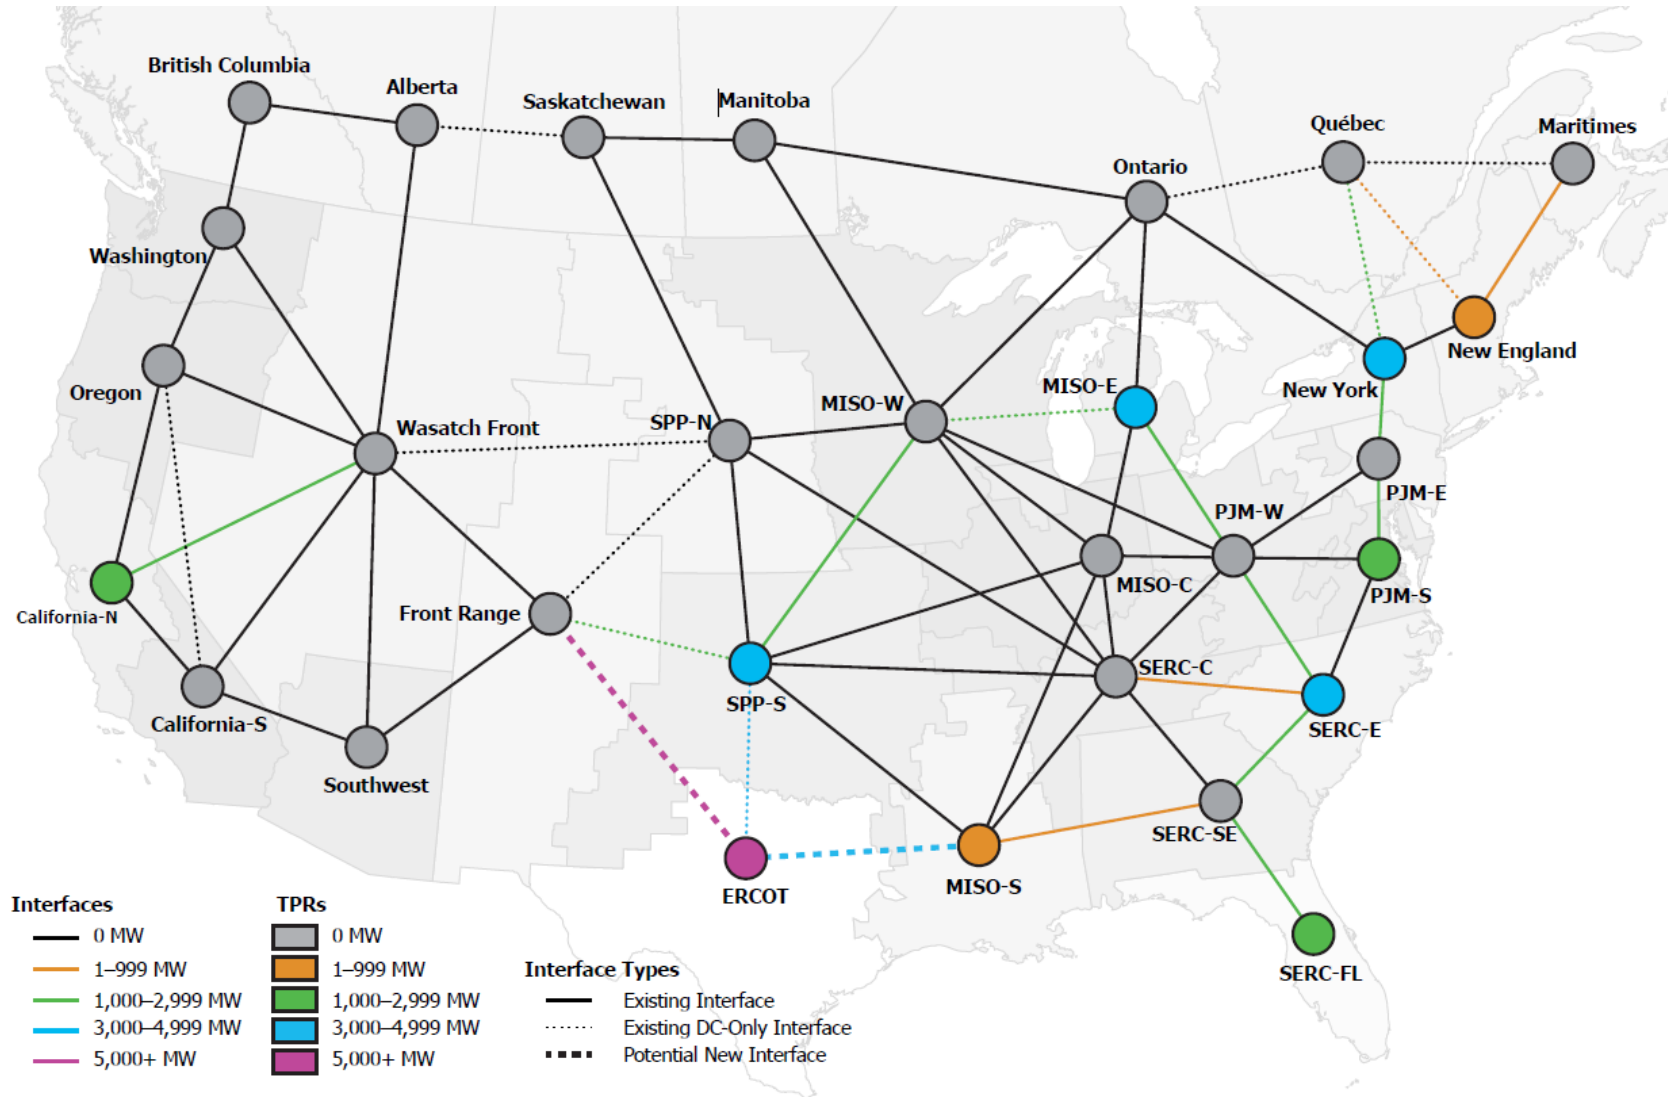 British Columbia
Alberta
Saskatchewan
Manitoba
Québec
Maritimes
Ontario
Washington
Oregon
Wasatch Front
SPP-N
MISO-W
MISO-E
New York
New England
PJM-E
PJM-W
PJM-S
MISO-C
California-N
Front Range
California-S
Southwest
SPP-S
SERC-C
SERC-E
SERC-SE
ERCOT
MISO-S
SERC-FL
Interfaces
0 MW
1–999 MW
1,000–2,999 MW
3,000–4,999 MW
5,000+ MW
TPRs
0 MW
1–999 MW
1,000–2,999 MW
3,000–4,999 MW
5,000+ MW
Interface Types
Existing Interface
Existing DC-Only Interface
Potential New Interface